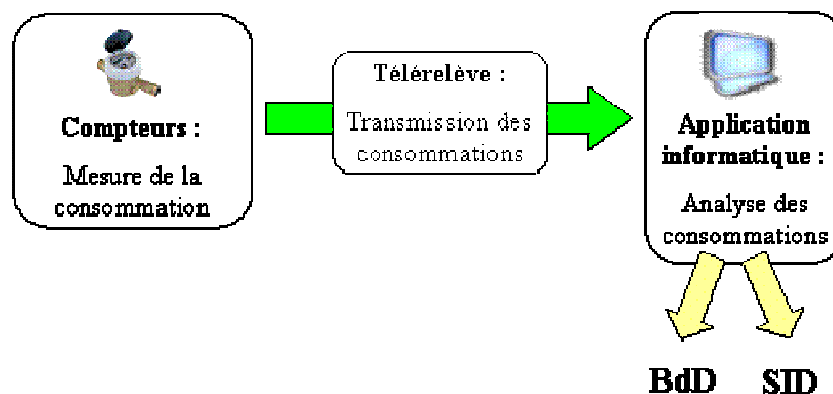 Compteurs :
Mesure de la
consommation
Télérelève :
Transmission des
consommations
Application
informatique :
Analyse des
consommations
BdD
SID